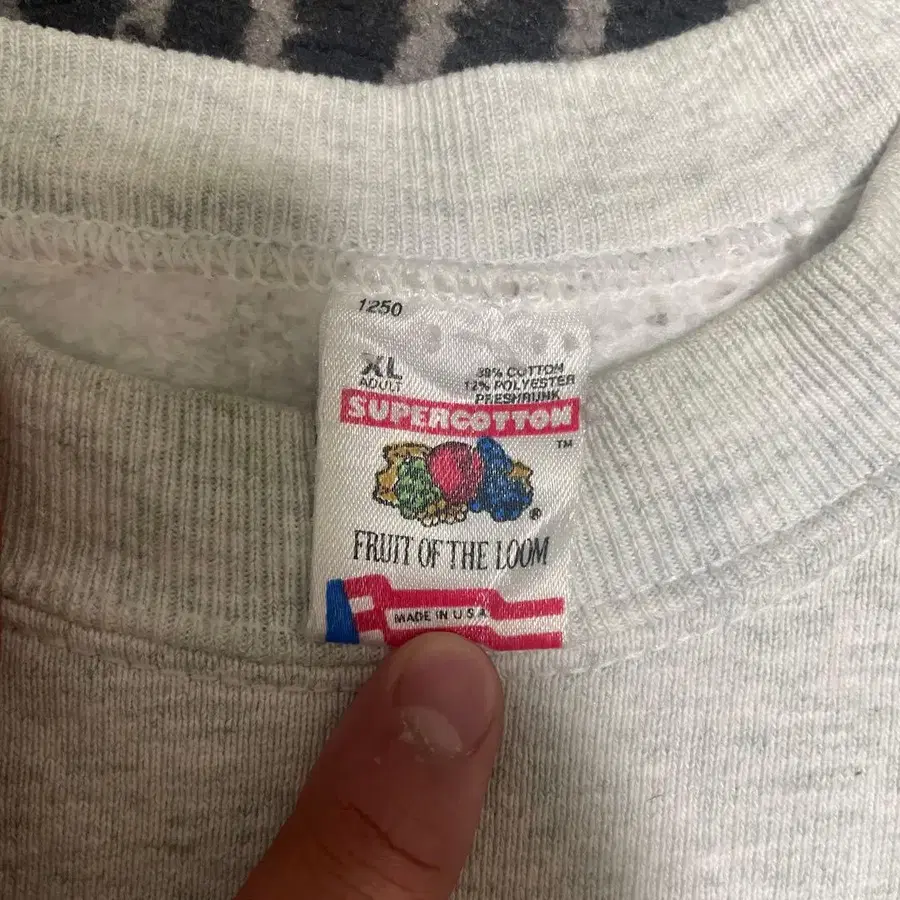 1250
XL
ADULT
88% COTTON
12% POLYESTER
PRESHRUNK
SUPERCOTTON
TM
®
FRUIT OF THE LOOM
MADE IN U.S.A.